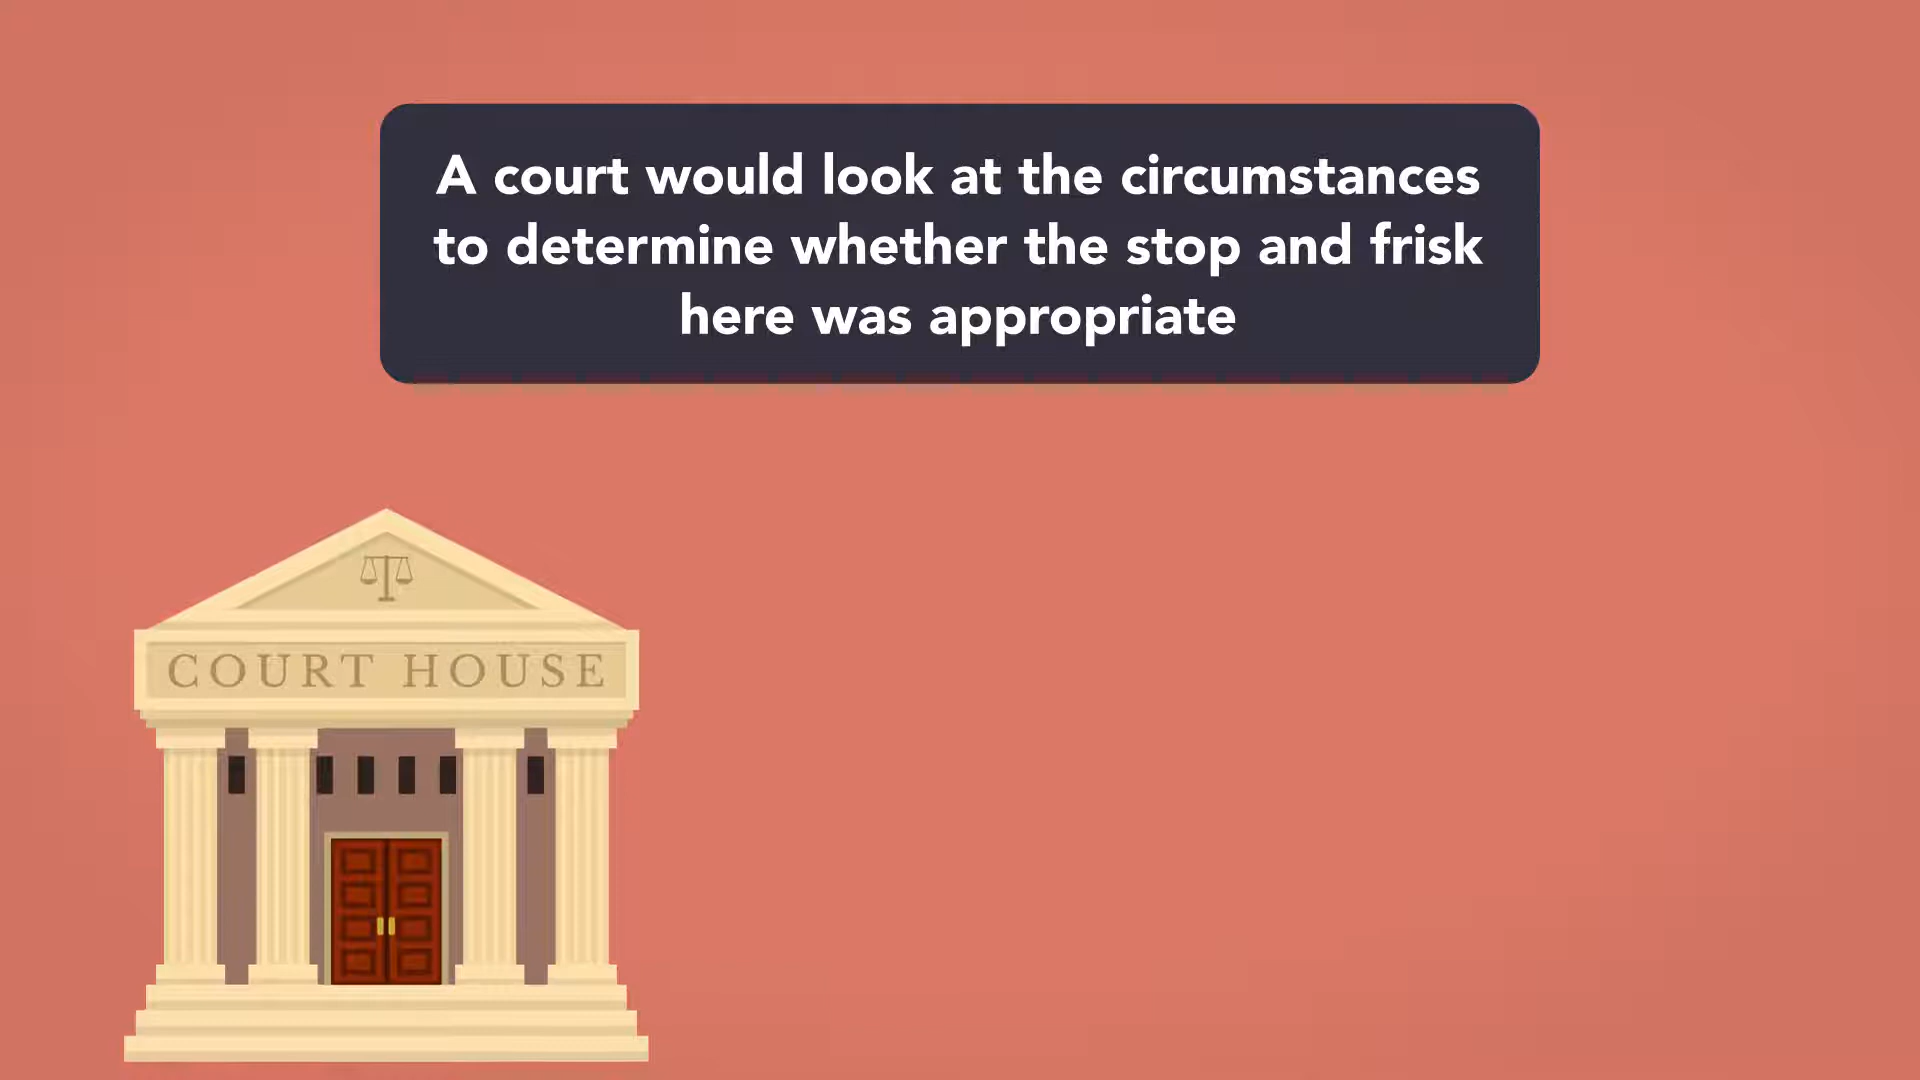 A court would look at the circumstances
to determine whether the stop and frisk
here was appropriate
COURT HOUSE